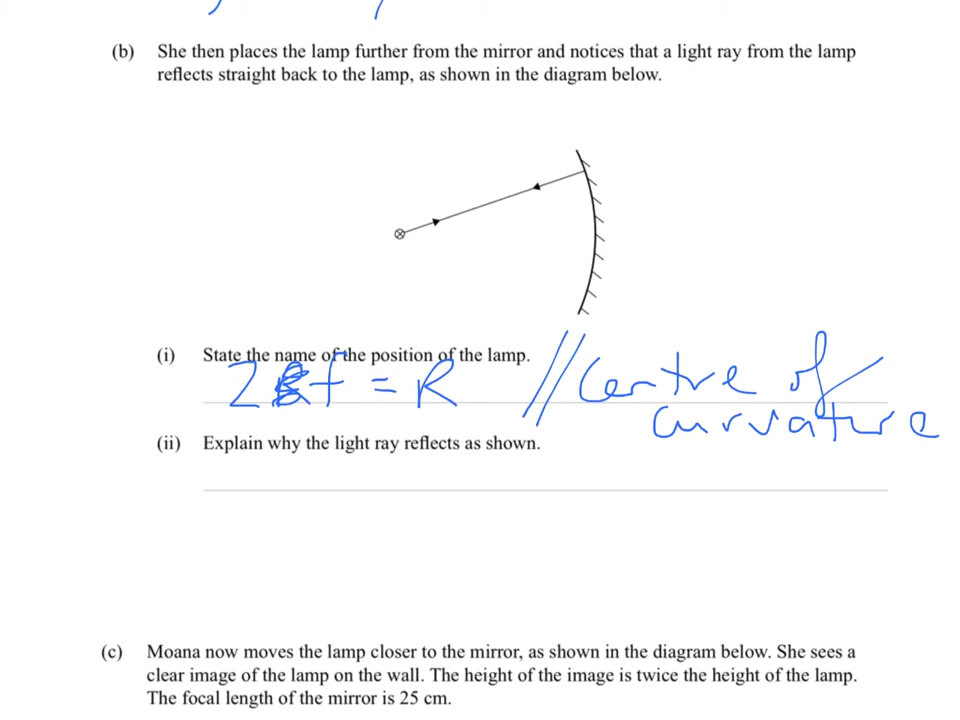 (b) She then places the lamp further from the mirror and notices that a light ray from the lamp
reflects straight back to the lamp, as shown in the diagram below.
(i) State the name of the position of the lamp.
2f = R // Centre of
curvature
(ii) Explain why the light ray reflects as shown.
(c) Moana now moves the lamp closer to the mirror, as shown in the diagram below. She sees a
clear image of the lamp on the wall. The height of the image is twice the height of the lamp.
The focal length of the mirror is 25 cm.